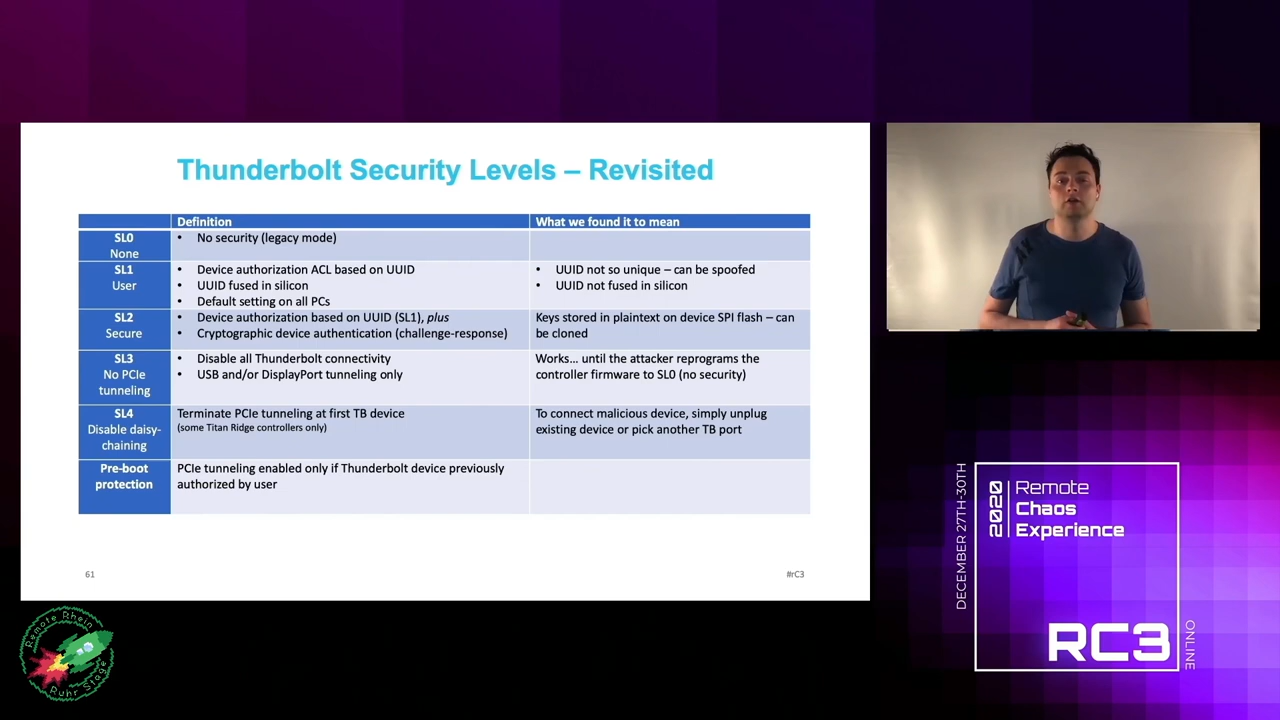 Thunderbolt Security Levels – Revisited
Definition
What we found it to mean
SL0
None
• No security (legacy mode)
SL1
User
• Device authorization ACL based on UUID
• UUID fused in silicon
• Default setting on all PCs
• UUID not so unique – can be spoofed
• UUID not fused in silicon
SL2
Secure
• Device authorization based on UUID (SL1), plus
• Cryptographic device authentication (challenge-response)
Keys stored in plaintext on device SPI flash – can
be cloned
SL3
No PCIe
tunneling
• Disable all Thunderbolt connectivity
• USB and/or DisplayPort tunneling only
Works... until the attacker reprograms the
controller firmware to SL0 (no security)
SL4
Disable daisy-
chaining
Terminate PCIe tunneling at first TB device
(some Titan Ridge controllers only)
To connect malicious device, simply unplug
existing device or pick another TB port
Pre-boot
protection
PCIe tunneling enabled only if Thunderbolt device previously
authorized by user
61
#rC3
Remote Rhein
Ruhr Stage
DECEMBER 27TH-30TH
2020
Remote
Chaos
Experience
RC3
ONLINE